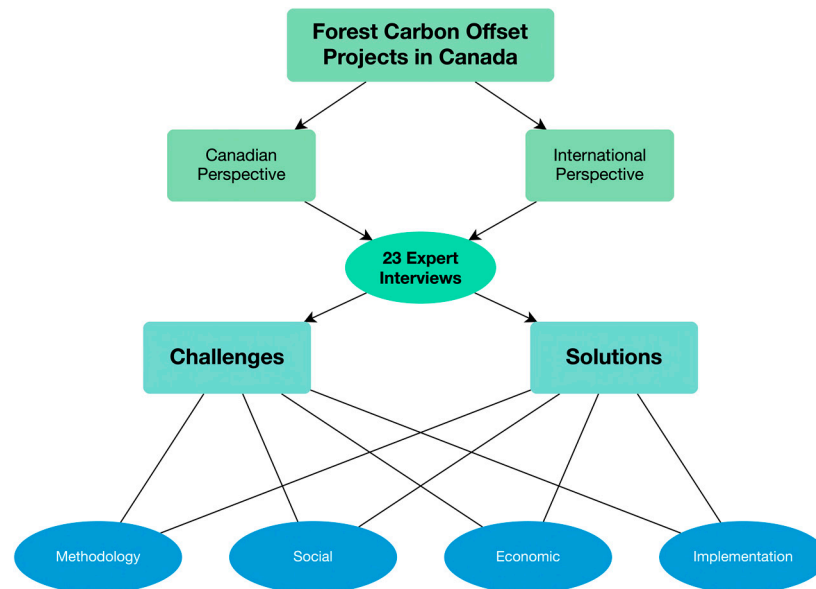 Forest Carbon Offset
Projects in Canada
Canadian
Perspective
International
Perspective
23 Expert
Interviews
Challenges
Solutions
Methodology
Social
Economic
Implementation